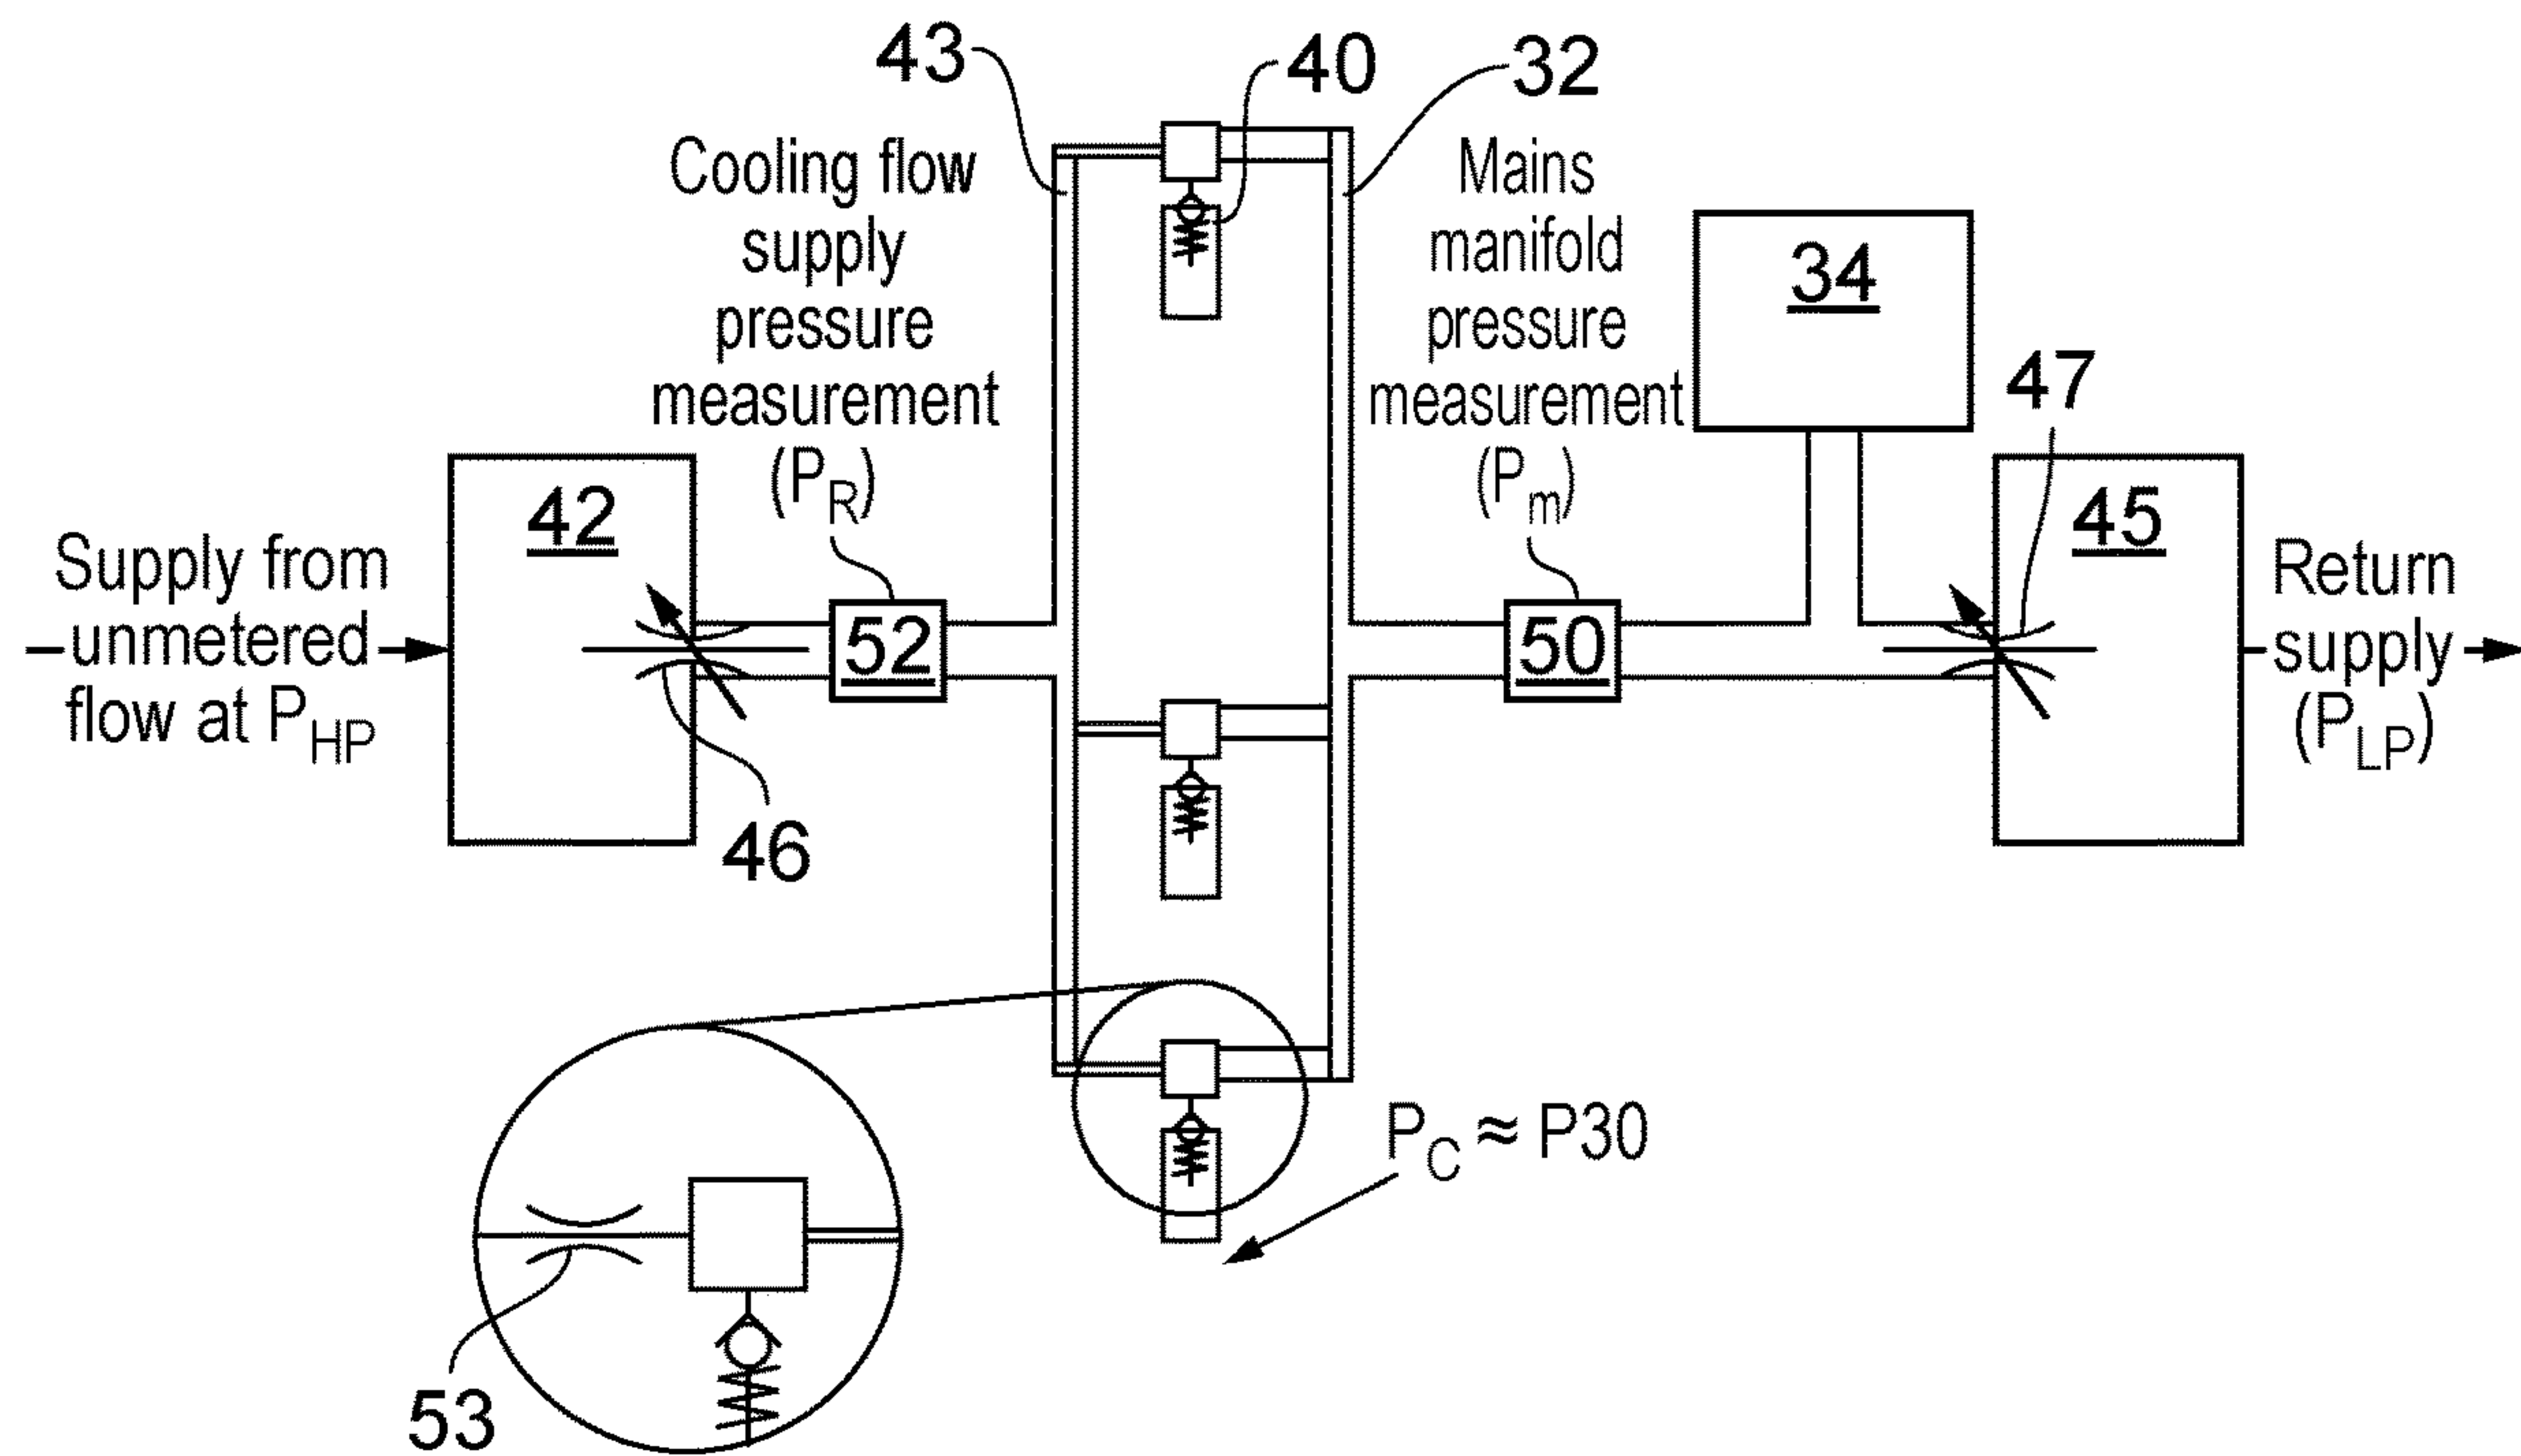 43
40
32
Cooling flow
supply
pressure
measurement
(P_R)
Mains
manifold
pressure
measurement
(P_m)
34
47
42
45
Supply from
unmetered
flow at P_HP
52
50
Return
supply
(P_LP)
46
P_C ≈ P30
53